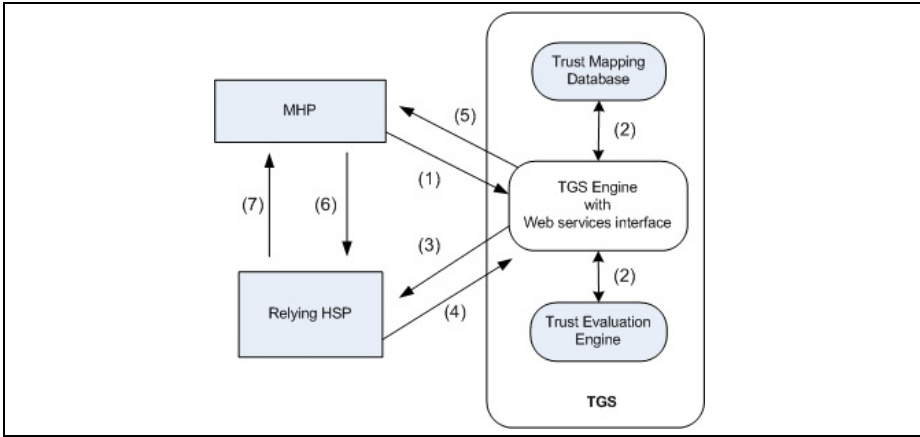 Trust Mapping
Database
MHP
(5)
(2)
(1)
TGS Engine
with
Web services interface
(7)
(6)
(3)
(2)
Relying HSP
(4)
Trust Evaluation
Engine
TGS